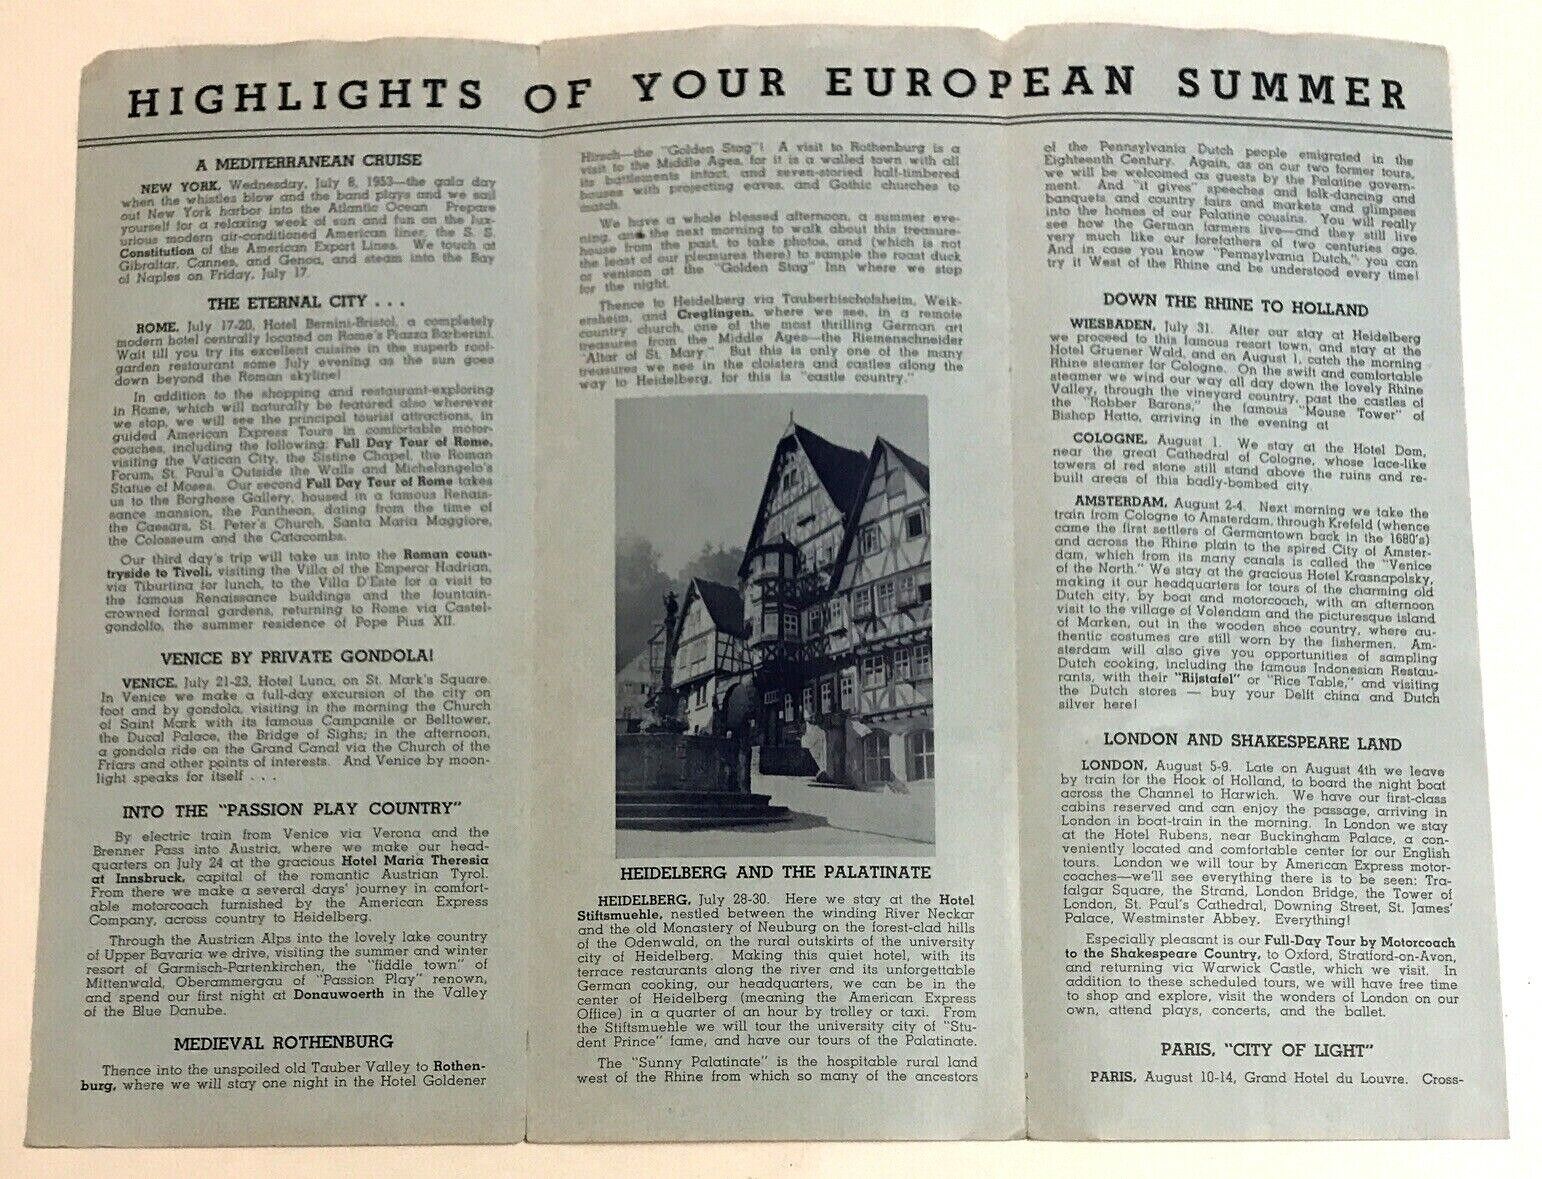 HIGHLIGHTS OF YOUR EUROPEAN SUMMER
A MEDITERRANEAN CRUISE
NEW YORK, Wednesday, July 8, 1953—the gala day
when the whistles blow and the band plays and we sail
out New York harbor into the Atlantic Ocean. Prepare
yourself for a relaxing week of sun and fun on the lux-
urious modern air-conditioned American liner, the S. S.
Constitution of the American Export Lines. We touch at
Gibraltar, Cannes, and Genoa, and steam into the Bay
of Naples on Friday, July 17.
THE ETERNAL CITY . . .
ROME, July 17-20, Hotel Bernini-Bristol, a completely
modern hotel centrally located on Rome's Piazza Barberini.
Wait till you try its excellent cuisine in the superb roof-
garden restaurant some July evening as the sun goes
down beyond the Roman skyline!
In addition to the shopping and restaurant-exploring
in Rome, which will naturally be featured also wherever
we stop, we will see the principal tourist attractions, in
guided American Express Tours in comfortable motor-
coaches, including the following: Full Day Tour of Rome,
visiting the Vatican City, the Sistine Chapel, the Roman
Forum, St. Paul's Outside the Walls and Michelangelo's
Statue of Moses. Our second Full Day Tour of Rome takes
us to the Borghese Gallery, housed in a famous Renais-
sance mansion, the Pantheon, dating from the time of
the Caesars, St. Peter's Church, Santa Maria Maggiore,
the Colosseum and the Catacombs.
Our third day's trip will take us into the Roman coun-
tryside to Tivoli, visiting the Villa of the Emperor Hadrian,
via Tiburtina for lunch, to the Villa D'Este for a visit to
the famous Renaissance buildings and the fountain-
crowned formal gardens, returning to Rome via Castel-
gondolfo, the summer residence of Pope Pius XII.
VENICE BY PRIVATE GONDOLA!
VENICE, July 21-23, Hotel Luna, on St. Mark's Square.
In Venice we make a full-day excursion of the city on
foot and by gondola, visiting in the morning the Church
of Saint Mark with its famous Campanile or Belltower,
the Ducal Palace, the Bridge of Sighs; in the afternoon,
a gondola ride on the Grand Canal via the Church of the
Friars and other points of interests. And Venice by moon-
light speaks for itself . . .
INTO THE "PASSION PLAY COUNTRY"
By electric train from Venice via Verona and the
Brenner Pass into Austria, where we make our head-
quarters on July 24 at the gracious Hotel Maria Theresia
at Innsbruck, capital of the romantic Austrian Tyrol.
From there we make a several days' journey in comfort-
able motorcoach furnished by the American Express
Company, across country to Heidelberg.
Through the Austrian Alps into the lovely lake country
of Upper Bavaria we drive, visiting the summer and winter
resort of Garmisch-Partenkirchen, the "fiddle town" of
Mittenwald, Oberammergau of "Passion Play" renown,
and spend our first night at Donauwoerth in the Valley
of the Blue Danube.
MEDIEVAL ROTHENBURG
Thence into the unspoiled old Tauber Valley to Rothen-
burg, where we will stay one night in the Hotel Goldener
Hirsch—the "Golden Stag"! A visit to Rothenburg is a
visit to the Middle Ages, for it is a walled town with all
its battlements intact, and seven-storied half-timbered
houses with projecting eaves, and Gothic churches to
match.
We have a whole blessed afternoon, a summer eve-
ning, and the next morning to walk about this treasure-
house from the past, to take photos, and (which is not
the least of our pleasures there) to sample the roast duck
or venison at the "Golden Stag" Inn where we stop
for the night.
Thence to Heidelberg via Tauberbischofsheim, Weik-
ersheim, and Creglingen, where we see, in a remote
country church, one of the most thrilling German art
treasures from the Middle Ages—the Riemenschneider
"Altar of St. Mary." But this is only one of the many
treasures we see in the cloisters and castles along the
way to Heidelberg, for this is "castle country."
HEIDELBERG AND THE PALATINATE
HEIDELBERG, July 28-30. Here we stay at the Hotel
Stiftsmuehle, nestled between the winding River Neckar
and the old Monastery of Neuburg on the forest-clad hills
of the Odenwald, on the rural outskirts of the university
city of Heidelberg. Making this quiet hotel, with its
terrace restaurants along the river and its unforgettable
German cooking, our headquarters, we can be in the
center of Heidelberg (meaning the American Express
Office) in a quarter of an hour by trolley or taxi. From
the Stiftsmuehle we will tour the university city of "Stu-
dent Prince" fame, and have our tours of the Palatinate.
The "Sunny Palatinate" is the hospitable rural land
west of the Rhine from which so many of the ancestors
of the Pennsylvania Dutch people emigrated in the
Eighteenth Century. Again, as on our two former tours,
we will be welcomed as guests by the Palatine govern-
ment. And "it gives" speeches and folk-dancing and
banquets and country fairs and markets and glimpses
into the homes of our Palatine cousins. You will really
see how the German farmers live—and they still live
very much like our forefathers of two centuries ago.
And in case you know "Pennsylvania Dutch," you can
try it West of the Rhine and be understood every time!
DOWN THE RHINE TO HOLLAND
WIESBADEN, July 31. After our stay at Heidelberg
we proceed to this famous resort town, and stay at the
Hotel Gruener Wald, and on August 1, catch the morning
Rhine steamer for Cologne. On the swift and comfortable
steamer we wind our way all day down the lovely Rhine
Valley, through the vineyard country, past the castles of
the "Robber Barons," the famous "Mouse Tower" of
Bishop Hatto, arriving in the evening at
COLOGNE, August 1. We stay at the Hotel Dom,
near the great Cathedral of Cologne, whose lace-like
towers of red stone still stand above the ruins and re-
built areas of this badly-bombed city.
AMSTERDAM, August 2-4. Next morning we take the
train from Cologne to Amsterdam, through Krefeld (whence
came the first settlers of Germantown back in the 1680's)
and across the Rhine plain to the spired City of Amster-
dam, which from its many canals is called the "Venice
of the North." We stay at the gracious Hotel Krasnapolsky,
making it our headquarters for tours of the charming old
Dutch city, by boat and motorcoach, with an afternoon
visit to the village of Volendam and the picturesque island
of Marken, out in the wooden shoe country, where au-
thentic costumes are still worn by the fishermen. Am-
sterdam will also give you opportunities of sampling
Dutch cooking, including the famous Indonesian Restau-
rants, with their "Rijstafel" or "Rice Table," and visiting
the Dutch stores — buy your Delft china and Dutch
silver here!
LONDON AND SHAKESPEARE LAND
LONDON, August 5-9. Late on August 4th we leave
by train for the Hook of Holland, to board the night boat
across the Channel to Harwich. We have our first-class
cabins reserved and can enjoy the passage, arriving in
London in boat-train in the morning. In London we stay
at the Hotel Rubens, near Buckingham Palace, a con-
veniently located and comfortable center for our English
tours. London we will tour by American Express motor-
coaches—we'll see everything there is to be seen: Tra-
falgar Square, the Strand, London Bridge, the Tower of
London, St. Paul's Cathedral, Downing Street, St. James'
Palace, Westminster Abbey. Everything!
Especially pleasant is our Full-Day Tour by Motorcoach
to the Shakespeare Country, to Oxford, Stratford-on-Avon,
and returning via Warwick Castle, which we visit. In
addition to these scheduled tours, we will have free time
to shop and explore, visit the wonders of London on our
own, attend plays, concerts, and the ballet.
PARIS, "CITY OF LIGHT"
PARIS, August 10-14, Grand Hotel du Louvre. Cross-